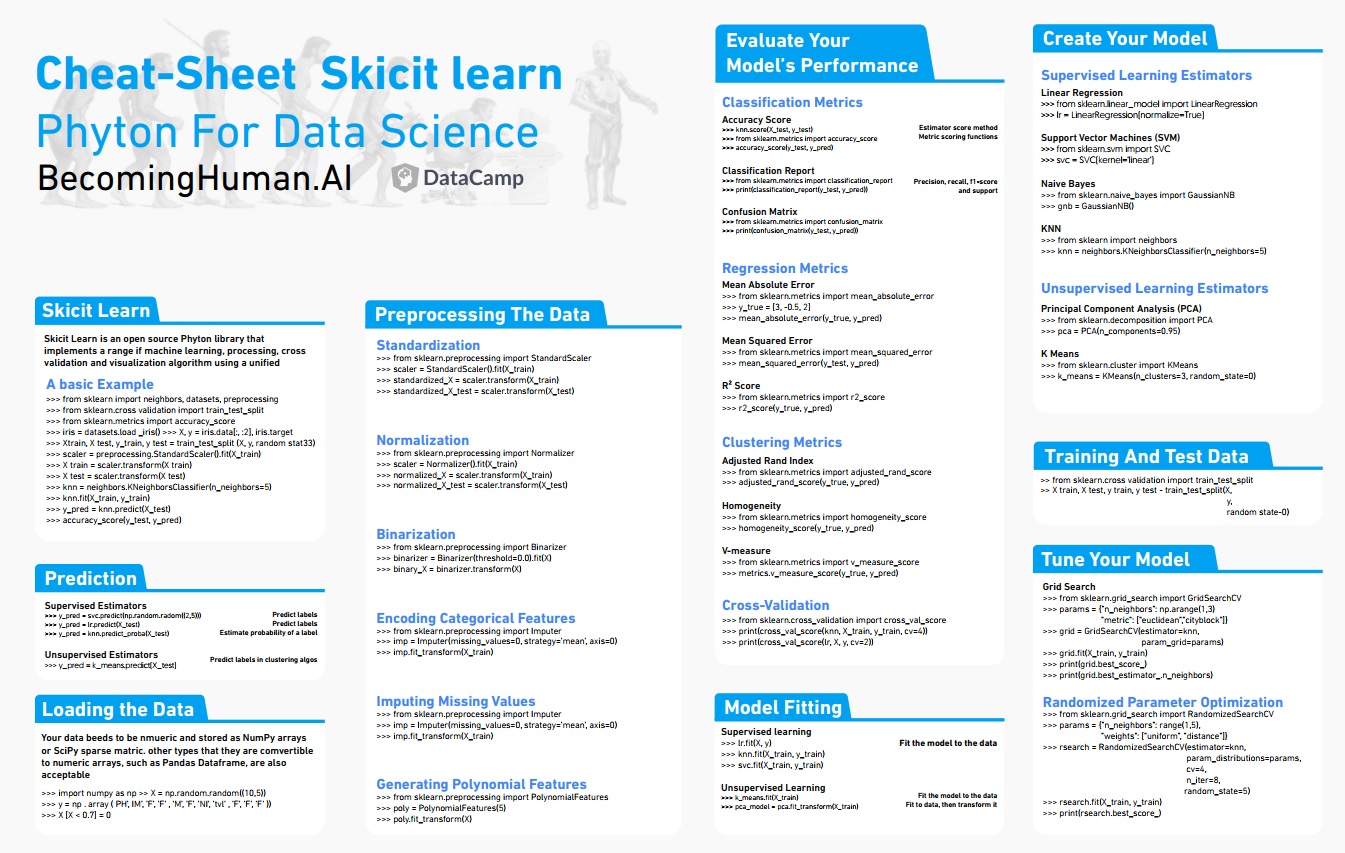 Cheat-Sheet Skicit learn
Phyton For Data Science
BecomingHuman.AI
DataCamp
Skicit Learn
Skicit Learn is an open source Phyton library that
implements a range if machine learning, processing, cross
validation and visualization algorithm using a unified
A basic Example
>>> from sklearn import neighbors, datasets, preprocessing
>>> from sklearn.cross validation import train_test_split
>>> from sklearn.metrics import accuracy_score
>>> iris = datasets.load _iris() >>> X, y = iris.data[:, :2], iris.target
>>> Xtrain, X test, y_train, y test = train_test_split (X, y, random stat33)
>>> scaler = preprocessing.StandardScaler().fit(X_train)
>>> X train = scaler.transform(X train)
>>> X test = scaler.transform(X test)
>>> knn = neighbors.KNeighborsClassifier(n_neighbors=5)
>>> knn.fit(X_train, y_train)
>>> y_pred = knn.predict(X_test)
>>> accuracy_score(y_test, y_pred)
Prediction
Supervised Estimators
>>> y_pred = svc.predict(np.random.radom((2,5))) Predict labels
>>> y_pred = lr.predict(X_test) Predict labels
>>> y_pred = knn.predict_proba(X_test) Estimate probability of a label
Unsupervised Estimators
>>> y_pred = k_means.predict(X_test) Predict labels in clustering algos
Loading the Data
Your data beeds to be nmueric and stored as NumPy arrays
or SciPy sparse matric. other types that they are comvertible
to numeric arrays, such as Pandas Dataframe, are also
acceptable
>>> import numpy as np >> X = np.random.random((10,5))
>>> y = np . array ( PH', IM', 'F', 'F' , 'M', 'F', 'NI', 'tvl' , 'F', 'F', 'F' ))
>>> X [X < 0.7] = 0
Preprocessing The Data
Standardization
>>> from sklearn.preprocessing import StandardScaler
>>> scaler = StandardScaler().fit(X_train)
>>> standardized_X = scaler.transform(X_train)
>>> standardized_X_test = scaler.transform(X_test)
Normalization
>>> from sklearn.preprocessing import Normalizer
>>> scaler = Normalizer().fit(X_train)
>>> normalized_X = scaler.transform(X_train)
>>> normalized_X_test = scaler.transform(X_test)
Binarization
>>> from sklearn.preprocessing import Binarizer
>>> binarizer = Binarizer(threshold=0.0).fit(X)
>>> binary_X = binarizer.transform(X)
Encoding Categorical Features
>>> from sklearn.preprocessing import Imputer
>>> imp = Imputer(missing_values=0, strategy='mean', axis=0)
>>> imp.fit_transform(X_train)
Imputing Missing Values
>>> from sklearn.preprocessing import Imputer
>>> imp = Imputer(missing_values=0, strategy='mean', axis=0)
>>> imp.fit_transform(X_train)
Generating Polynomial Features
>>> from sklearn.preprocessing import PolynomialFeatures
>>> poly = PolynomialFeatures(5)
>>> poly.fit_transform(X)
Evaluate Your
Model's Performance
Classification Metrics
Accuracy Score
>>> knn.score(X_test, y_test) Estimator score method
>>> from sklearn.metrics import accuracy_score Metric scoring functions
>>> accuracy_score(y_test, y_pred)
Classification Report
>>> from sklearn.metrics import classification_report Precision, recall, f1-score
>>> print(classification_report(y_test, y_pred)) and support
Confusion Matrix
>>> from sklearn.metrics import confusion_matrix
>>> print(confusion_matrix(y_test, y_pred))
Regression Metrics
Mean Absolute Error
>>> from sklearn.metrics import mean_absolute_error
>>> y_true = [3, -0.5, 2]
>>> mean_absolute_error(y_true, y_pred)
Mean Squared Error
>>> from sklearn.metrics import mean_squared_error
>>> mean_squared_error(y_test, y_pred)
R² Score
>>> from sklearn.metrics import r2_score
>>> r2_score(y_true, y_pred)
Clustering Metrics
Adjusted Rand Index
>>> from sklearn.metrics import adjusted_rand_score
>>> adjusted_rand_score(y_true, y_pred)
Homogeneity
>>> from sklearn.metrics import homogeneity_score
>>> homogeneity_score(y_true, y_pred)
V-measure
>>> from sklearn.metrics import v_measure_score
>>> metrics.v_measure_score(y_true, y_pred)
Cross-Validation
>>> from sklearn.cross_validation import cross_val_score
>>> print(cross_val_score(knn, X_train, y_train, cv=4))
>>> print(cross_val_score(lr, X, y, cv=2))
Model Fitting
Supervised learning
>>> lr.fit(X, y) Fit the model to the data
>>> knn.fit(X_train, y_train)
>>> svc.fit(X_train, y_train)
Unsupervised Learning
>>> k_means.fit(X_train) Fit the model to the data
>>> pca_model = pca.fit_transform(X_train) Fit to data, then transform it
Create Your Model
Supervised Learning Estimators
Linear Regression
>>> from sklearn.linear_model import LinearRegression
>>> lr = LinearRegression(normalize=True)
Support Vector Machines (SVM)
>>> from sklearn.svm import SVC
>>> svc = SVC(kernel='linear')
Naive Bayes
>>> from sklearn.naive_bayes import GaussianNB
>>> gnb = GaussianNB()
KNN
>>> from sklearn import neighbors
>>> knn = neighbors.KNeighborsClassifier(n_neighbors=5)
Unsupervised Learning Estimators
Principal Component Analysis (PCA)
>>> from sklearn.decomposition import PCA
>>> pca = PCA(n_components=0.95)
K Means
>>> from sklearn.cluster import KMeans
>>> k_means = KMeans(n_clusters=3, random_state=0)
Training And Test Data
>> from sklearn.cross validation import train_test_split
>> X train, X test, y train, y test - train_test_split(X,
y,
random state-0)
Tune Your Model
Grid Search
>>> from sklearn.grid_search import GridSearchCV
>>> params = {"n_neighbors": np.arange(1,3)
"metric": ["euclidean","cityblock"]}
>>> grid = GridSearchCV(estimator=knn,
param_grid=params)
>>> grid.fit(X_train, y_train)
>>> print(grid.best_score_)
>>> print(grid.best_estimator_.n_neighbors)
Randomized Parameter Optimization
>>> from sklearn.grid_search import RandomizedSearchCV
>>> params = {"n_neighbors": range(1,5),
"weights": ["uniform", "distance"]}
>>> rsearch = RandomizedSearchCV(estimator=knn,
param_distributions=params,
cv=4,
n_iter=8,
random_state=5)
>>> rsearch.fit(X_train, y_train)
>>> print(rsearch.best_score_)